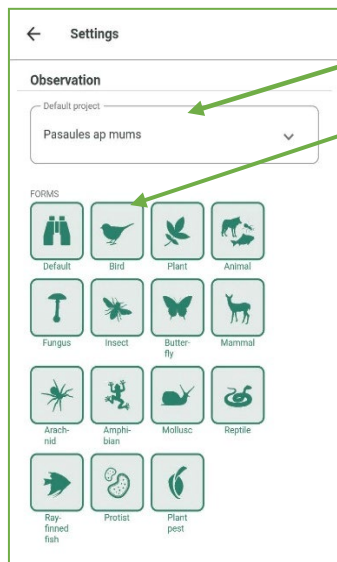 Settings
Observation
Default project
Pasaules ap mums
FORMS
Default Bird Plant Animal
Fungus Insect Butter-
fly Mammal
Arach-
nid Amphi-
bian Mollusc Reptile
Ray-
finned
fish Protist Plant
pest